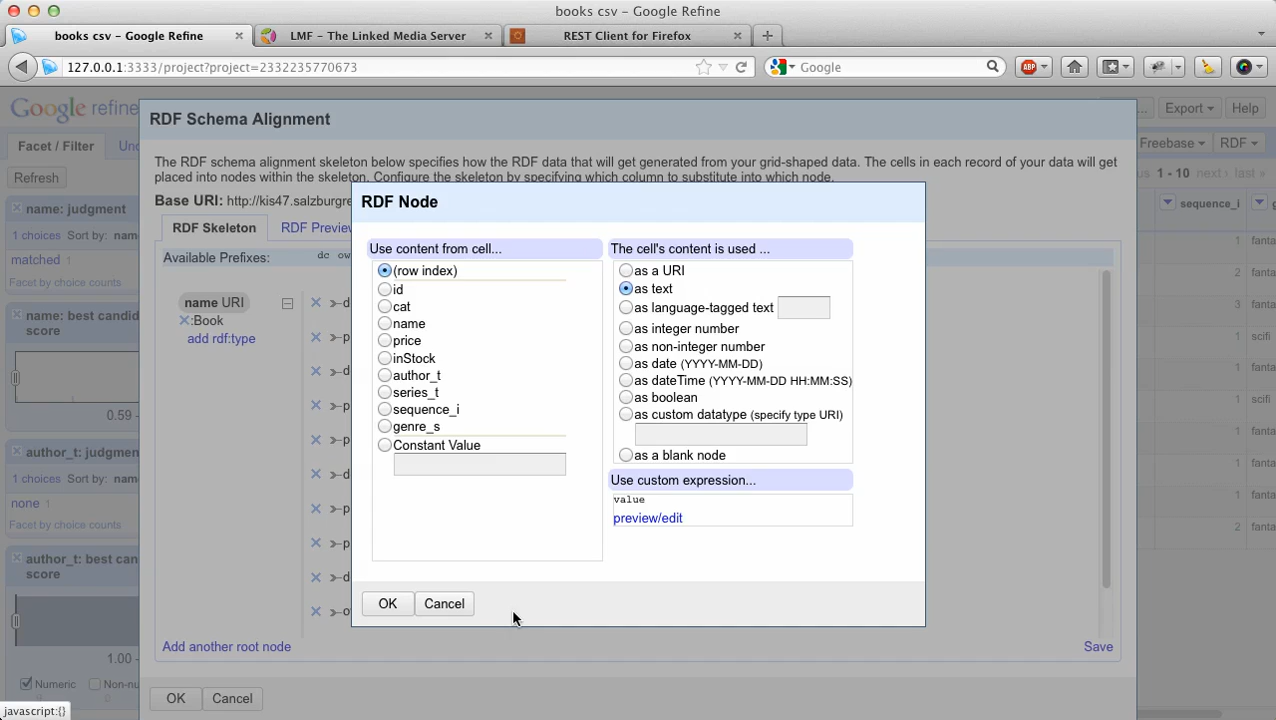 books csv - Google Refine
books csv - Google Refine
LMF - The Linked Media Server
REST Client for Firefox
127.0.0.1:3333/project?project=2332235770673
Google
ABP
Google refine
Export
Help
RDF Schema Alignment
Facet / Filter
Freebase
RDF
The RDF schema alignment skeleton below specifies how the RDF data that will get generated from your grid-shaped data. The cells in each record of your data will get
placed into nodes within the skeleton. Configure the skeleton by specifying which column to substitute into which node.
Refresh
1 - 10 next › last »
Base URI: http://kis47.salzburgre
RDF Node
name: judgment
sequence_i
RDF Skeleton
RDF Preview
1 choices Sort by:
matched 1
Facet by choice counts
Available Prefixes: dc
name URI
:Book
add rdf:type
name: best candid
score
0.59
author_t: judgmen
1 choices Sort by:
none 1
Facet by choice counts
author_t: best can
score
1.00
Numeric
Use content from cell...
(row index)
id
cat
name
price
inStock
author_t
series_t
sequence_i
genre_s
Constant Value
The cell's content is used ...
as a URI
as text
as language-tagged text
as integer number
as non-integer number
as date (YYYY-MM-DD)
as dateTime (YYYY-MM-DD HH:MM:SS)
as boolean
as custom datatype (specify type URI)
as a blank node
Use custom expression...
value
preview/edit
OK
Cancel
1 fanta
2 fanta
3 fanta
1 scifi
1 scifi
1 fanta
1 fanta
1 fanta
2 fanta
Add another root node
Save
OK
Cancel
javascript:{}